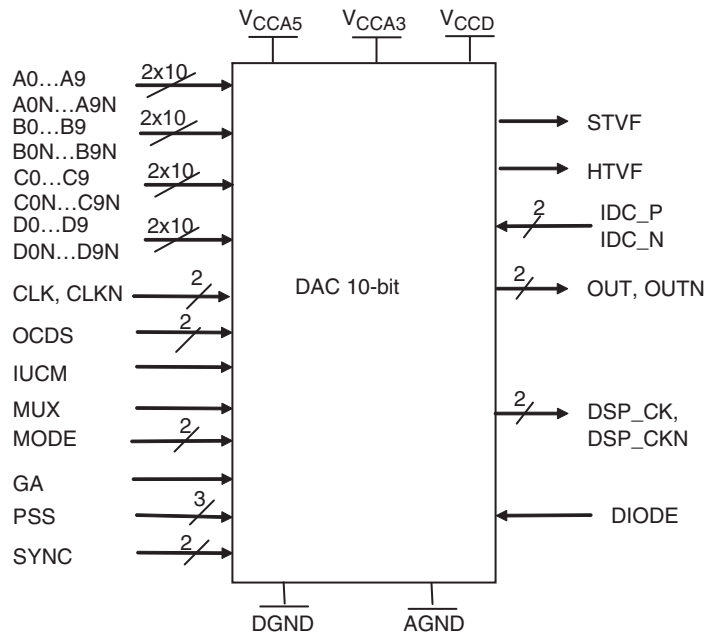 VCCA5 VCCA3 VCCD
A0...A9 2x10
A0N...A9N
B0...B9 2x10
B0N...B9N
C0...C9 2x10
C0N...C9N
D0...D9 2x10
D0N...D9N
CLK, CLKN 2
OCDS 2
IUCM
MUX
MODE 2
GA
PSS 3
SYNC 2
DAC 10-bit
STVF
HTVF
2 IDC_P
IDC_N
2 OUT, OUTN
2 DSP_CK,
DSP_CKN
DIODE
DGND AGND